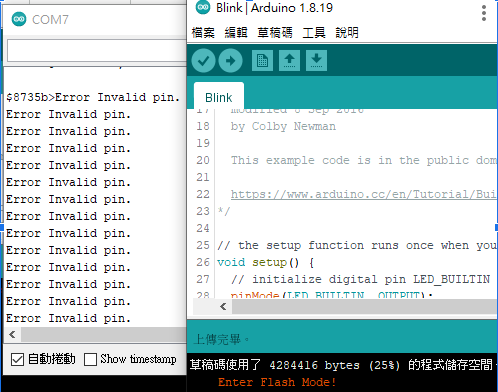 COM7
$8735b>Error Invalid pin.
Error Invalid pin.
Error Invalid pin.
Error Invalid pin.
Error Invalid pin.
Error Invalid pin.
Error Invalid pin.
Error Invalid pin.
Error Invalid pin.
Error Invalid pin.
Error Invalid pin.
Error Invalid pin.
Error Invalid pin.
Error Invalid pin.
自動捲動
Show timestamp
Blink | Arduino 1.8.19
檔案 編輯 草稿碼 工具 說明
Blink
17
18 by Colby Newman
19
20 This example code is in the public dom
21
22 https://www.arduino.cc/en/Tutorial/Bui
23 */
24
25 // the setup function runs once when you
26 void setup() {
27 // initialize digital pin LED_BUILTIN
28 pinMode(LED_BUILTIN, OUTPUT);
上傳完畢。
草稿碼使用了 4284416 bytes (25%) 的程式儲存空間
Enter Flash Mode!